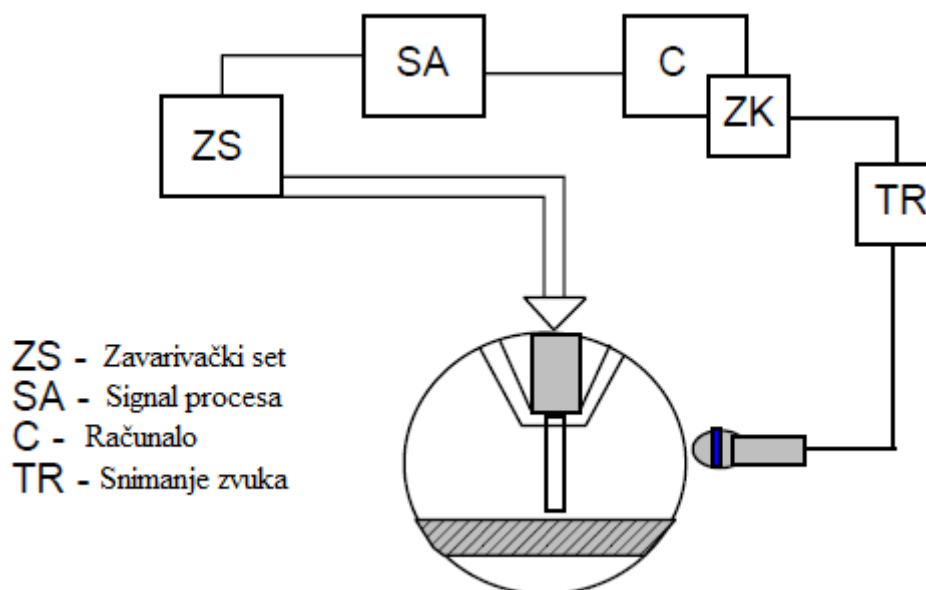 SA
C
ZK
ZS
TR
ZS - Zavarivački set
SA - Signal procesa
C - Računalo
TR - Snimanje zvuka